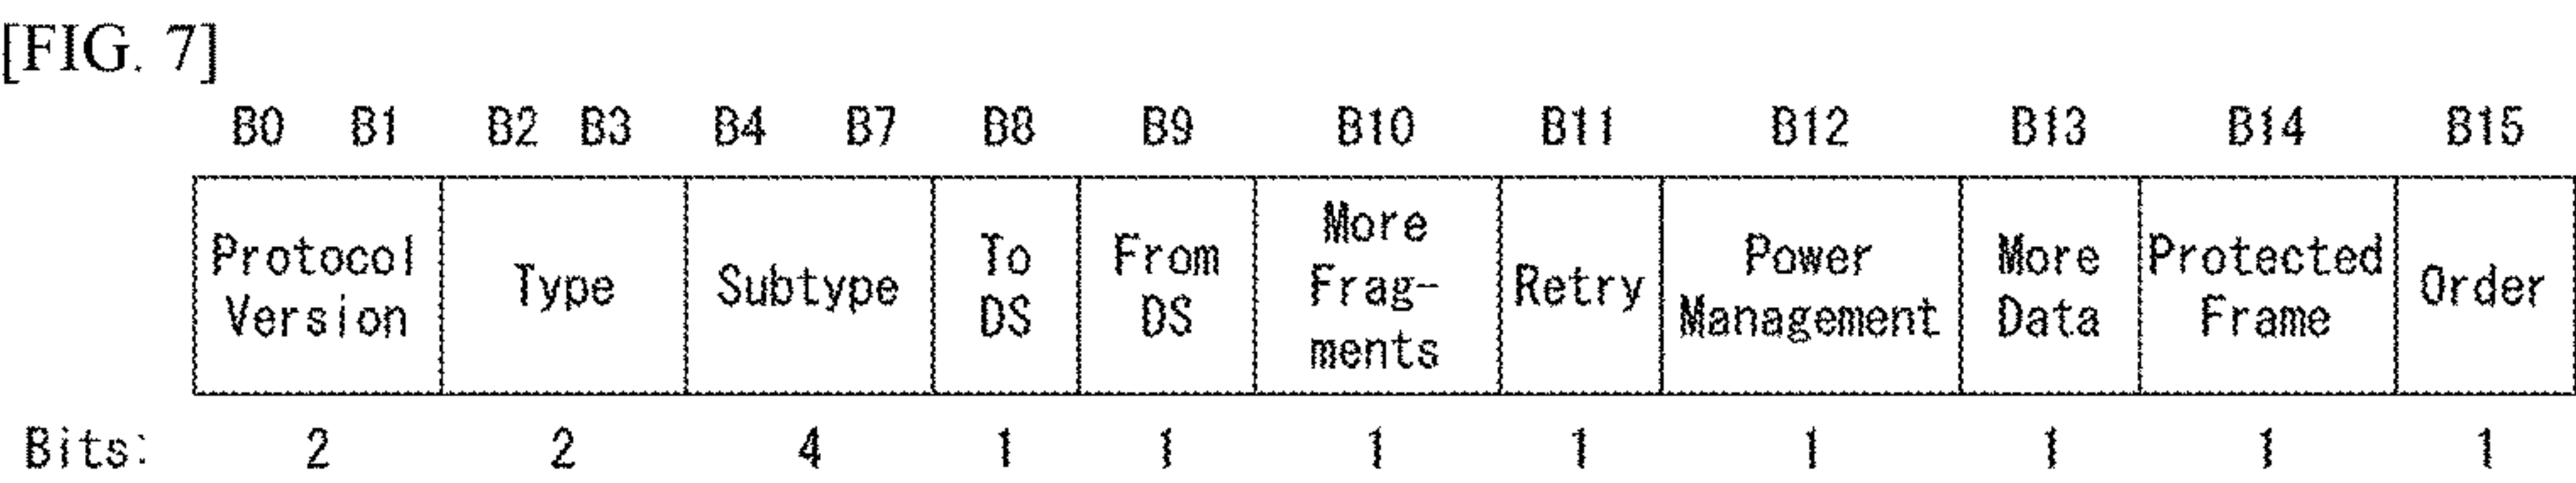 [FIG. 7]
B0 B1 B2 B3 B4 B7 B8 B9 B10 B11 B12 B13 B14 B15
Protocol
Version
Type
Subtype
To
DS
From
DS
More
Frag-
ments
Retry
Power
Management
More
Data
Protected
Frame
Order
Bits: 2 2 4 1 1 1 1 1 1 1 1